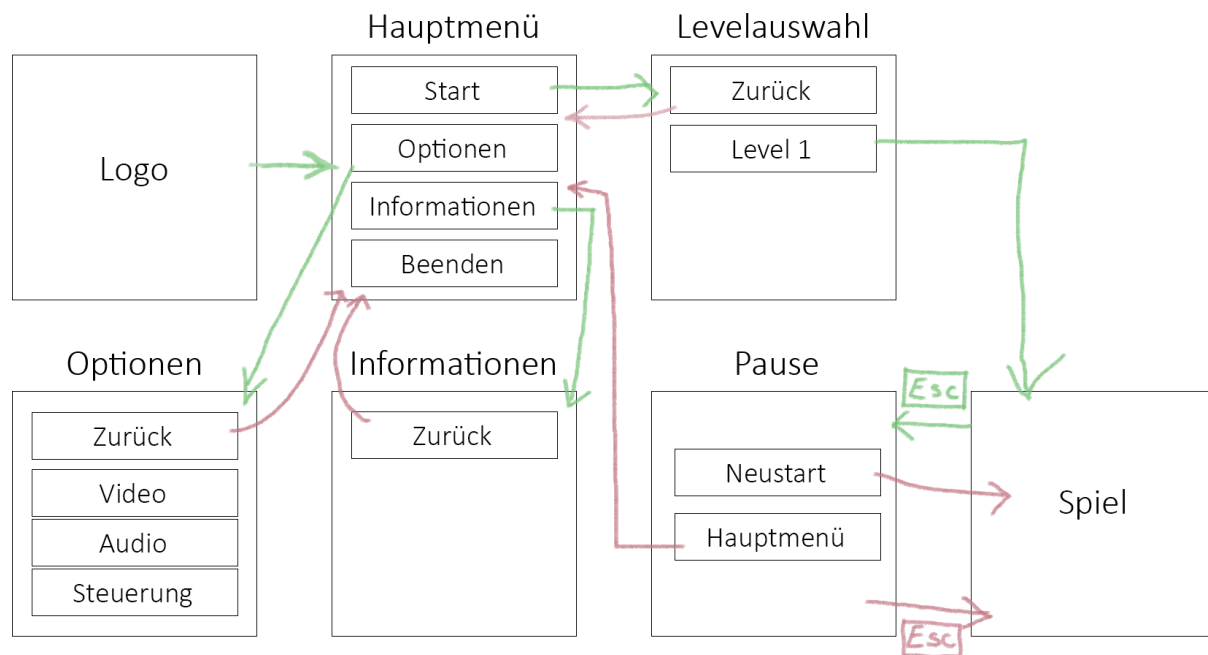 Hauptmenü
Levelauswahl
Logo
Start
Optionen
Informationen
Beenden
Zurück
Level 1
Optionen
Informationen
Pause
Esc
Zurück
Video
Audio
Steuerung
Zurück
Neustart
Hauptmenü
Spiel
Esc